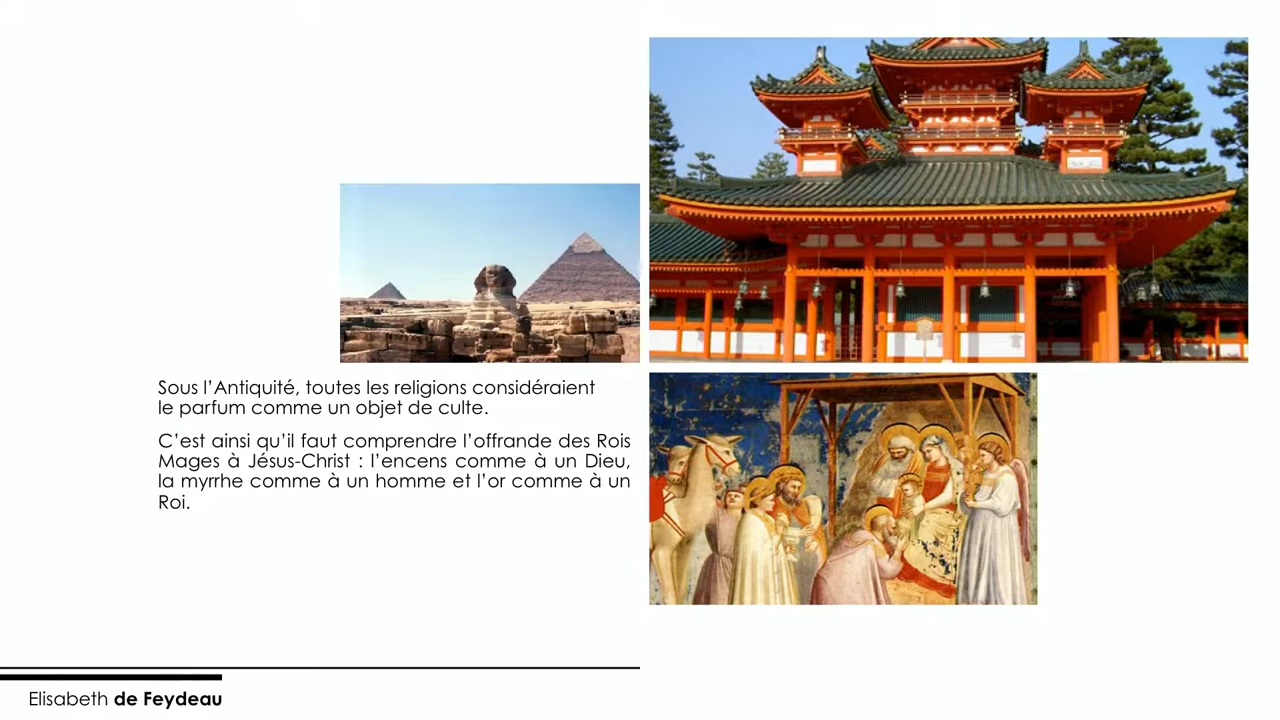 Sous l’Antiquité, toutes les religions considéraient
le parfum comme un objet de culte.
C’est ainsi qu’il faut comprendre l’offrande des Rois
Mages à Jésus-Christ : l’encens comme à un Dieu,
la myrrhe comme à un homme et l’or comme à un
Roi.
Elisabeth de Feydeau